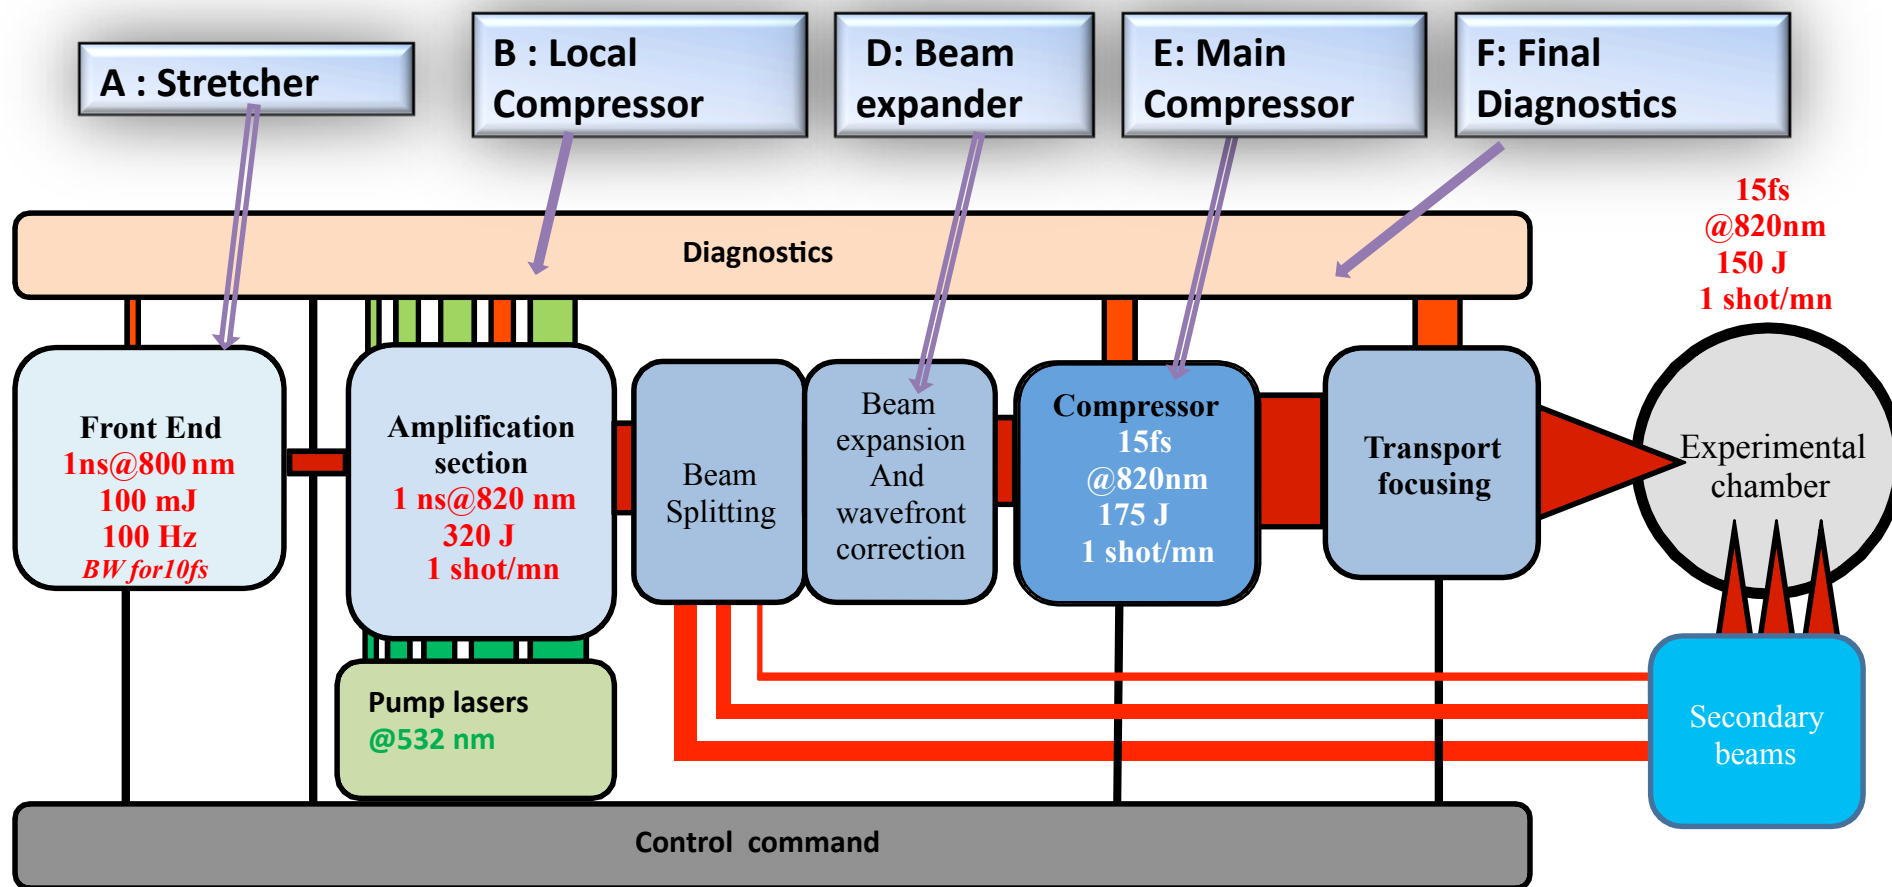 A : Stretcher
B : Local
Compressor
D: Beam
expander
E: Main
Compressor
F: Final
Diagnostics
15fs
@820nm
150 J
1 shot/mn
Diagnostics
Front End
1ns@800 nm
100 mJ
100 Hz
BW for10fs
Amplification
section
1 ns@820 nm
320 J
1 shot/mn
Beam
Splitting
Beam
expansion
And
wavefront
correction
Compressor
15fs
@820nm
175 J
1 shot/mn
Transport
focusing
Experimental
chamber
Pump lasers
@532 nm
Secondary
beams
Control  command